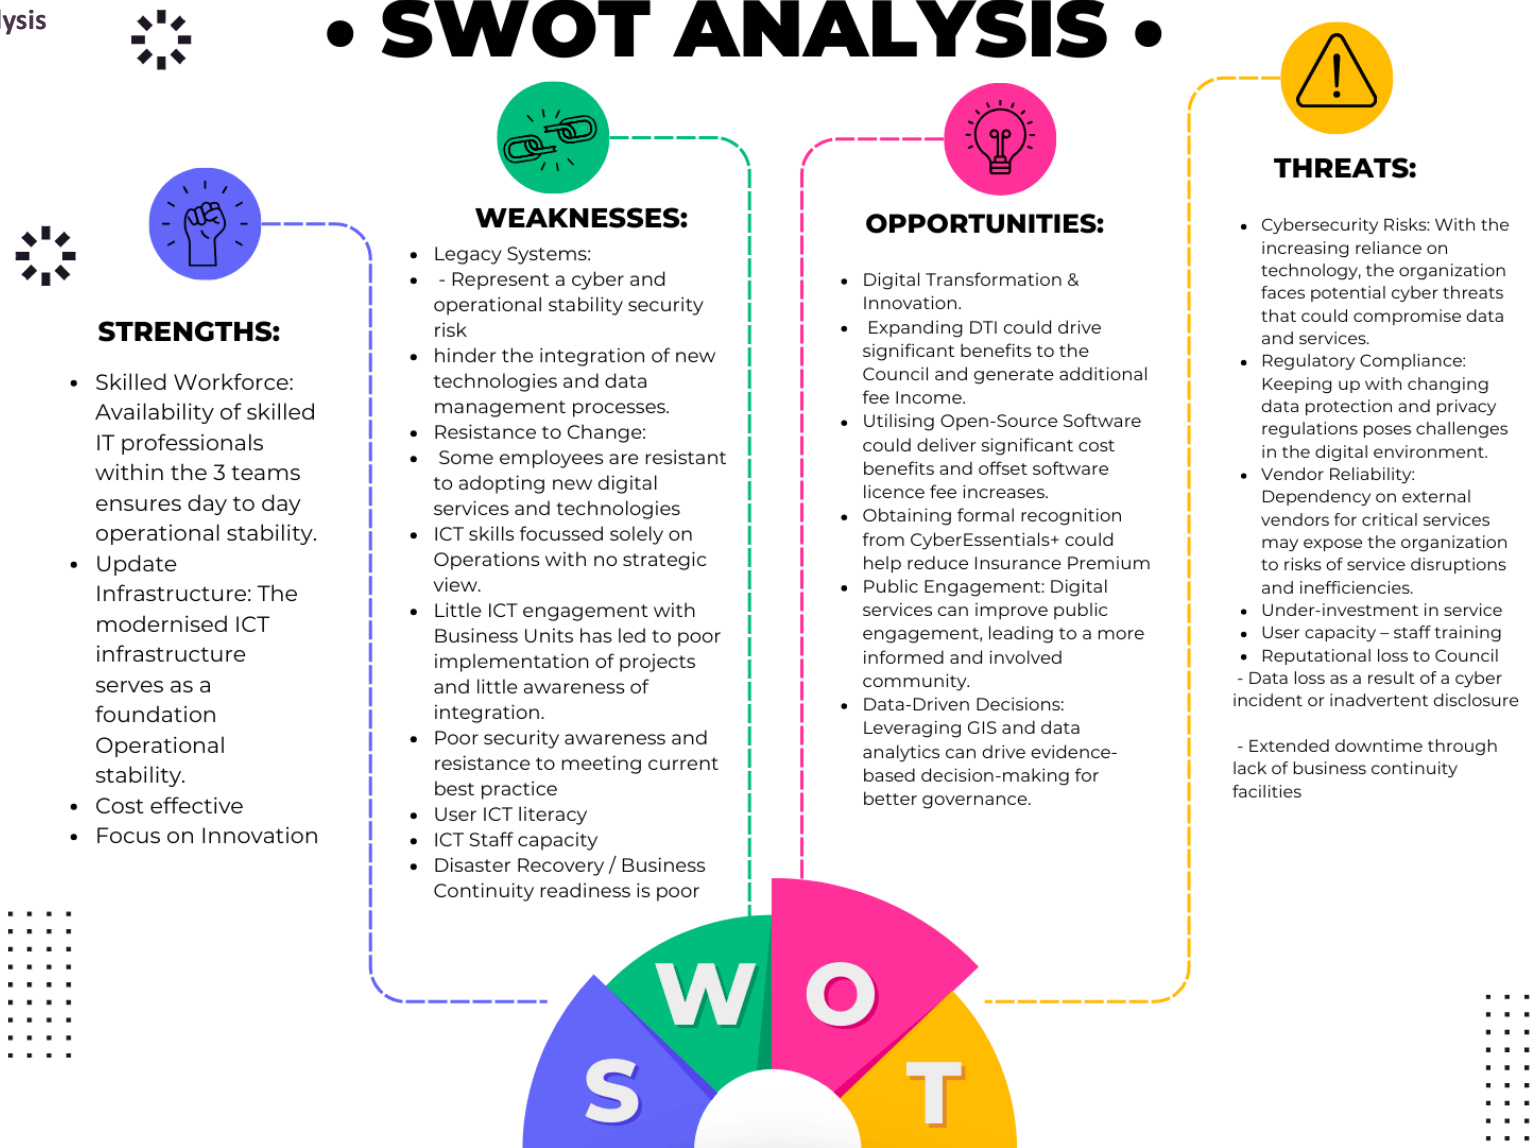 lysis
• SWOT ANALYSIS •
STRENGTHS:
• Skilled Workforce:
Availability of skilled
IT professionals
within the 3 teams
ensures day to day
operational stability.
• Update
Infrastructure: The
modernised ICT
infrastructure
serves as a
foundation
Operational
stability.
• Cost effective
• Focus on Innovation
WEAKNESSES:
• Legacy Systems:
• - Represent a cyber and
operational stability security
risk
• hinder the integration of new
technologies and data
management processes.
• Resistance to Change:
• Some employees are resistant
to adopting new digital
services and technologies
• ICT skills focussed solely on
Operations with no strategic
view.
• Little ICT engagement with
Business Units has led to poor
implementation of projects
and little awareness of
integration.
• Poor security awareness and
resistance to meeting current
best practice
• User ICT literacy
• ICT Staff capacity
• Disaster Recovery / Business
Continuity readiness is poor
OPPORTUNITIES:
• Digital Transformation &
Innovation.
• Expanding DTI could drive
significant benefits to the
Council and generate additional
fee Income.
• Utilising Open-Source Software
could deliver significant cost
benefits and offset software
licence fee increases.
• Obtaining formal recognition
from CyberEssentials+ could
help reduce Insurance Premium
• Public Engagement: Digital
services can improve public
engagement, leading to a more
informed and involved
community.
• Data-Driven Decisions:
Leveraging GIS and data
analytics can drive evidence-
based decision-making for
better governance.
THREATS:
• Cybersecurity Risks: With the
increasing reliance on
technology, the organization
faces potential cyber threats
that could compromise data
and services.
• Regulatory Compliance:
Keeping up with changing
data protection and privacy
regulations poses challenges
in the digital environment.
• Vendor Reliability:
Dependency on external
vendors for critical services
may expose the organization
to risks of service disruptions
and inefficiencies.
• Under-investment in service
• User capacity – staff training
• Reputational loss to Council
- Data loss as a result of a cyber
incident or inadvertent disclosure
- Extended downtime through
lack of business continuity
facilities
S
W
O
T